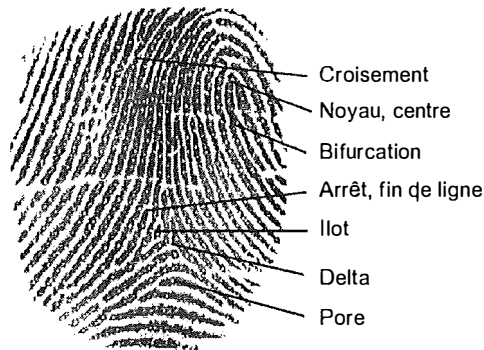 Croisement
Noyau, centre
Bifurcation
Arrêt, fin de ligne
Ilot
Delta
Pore